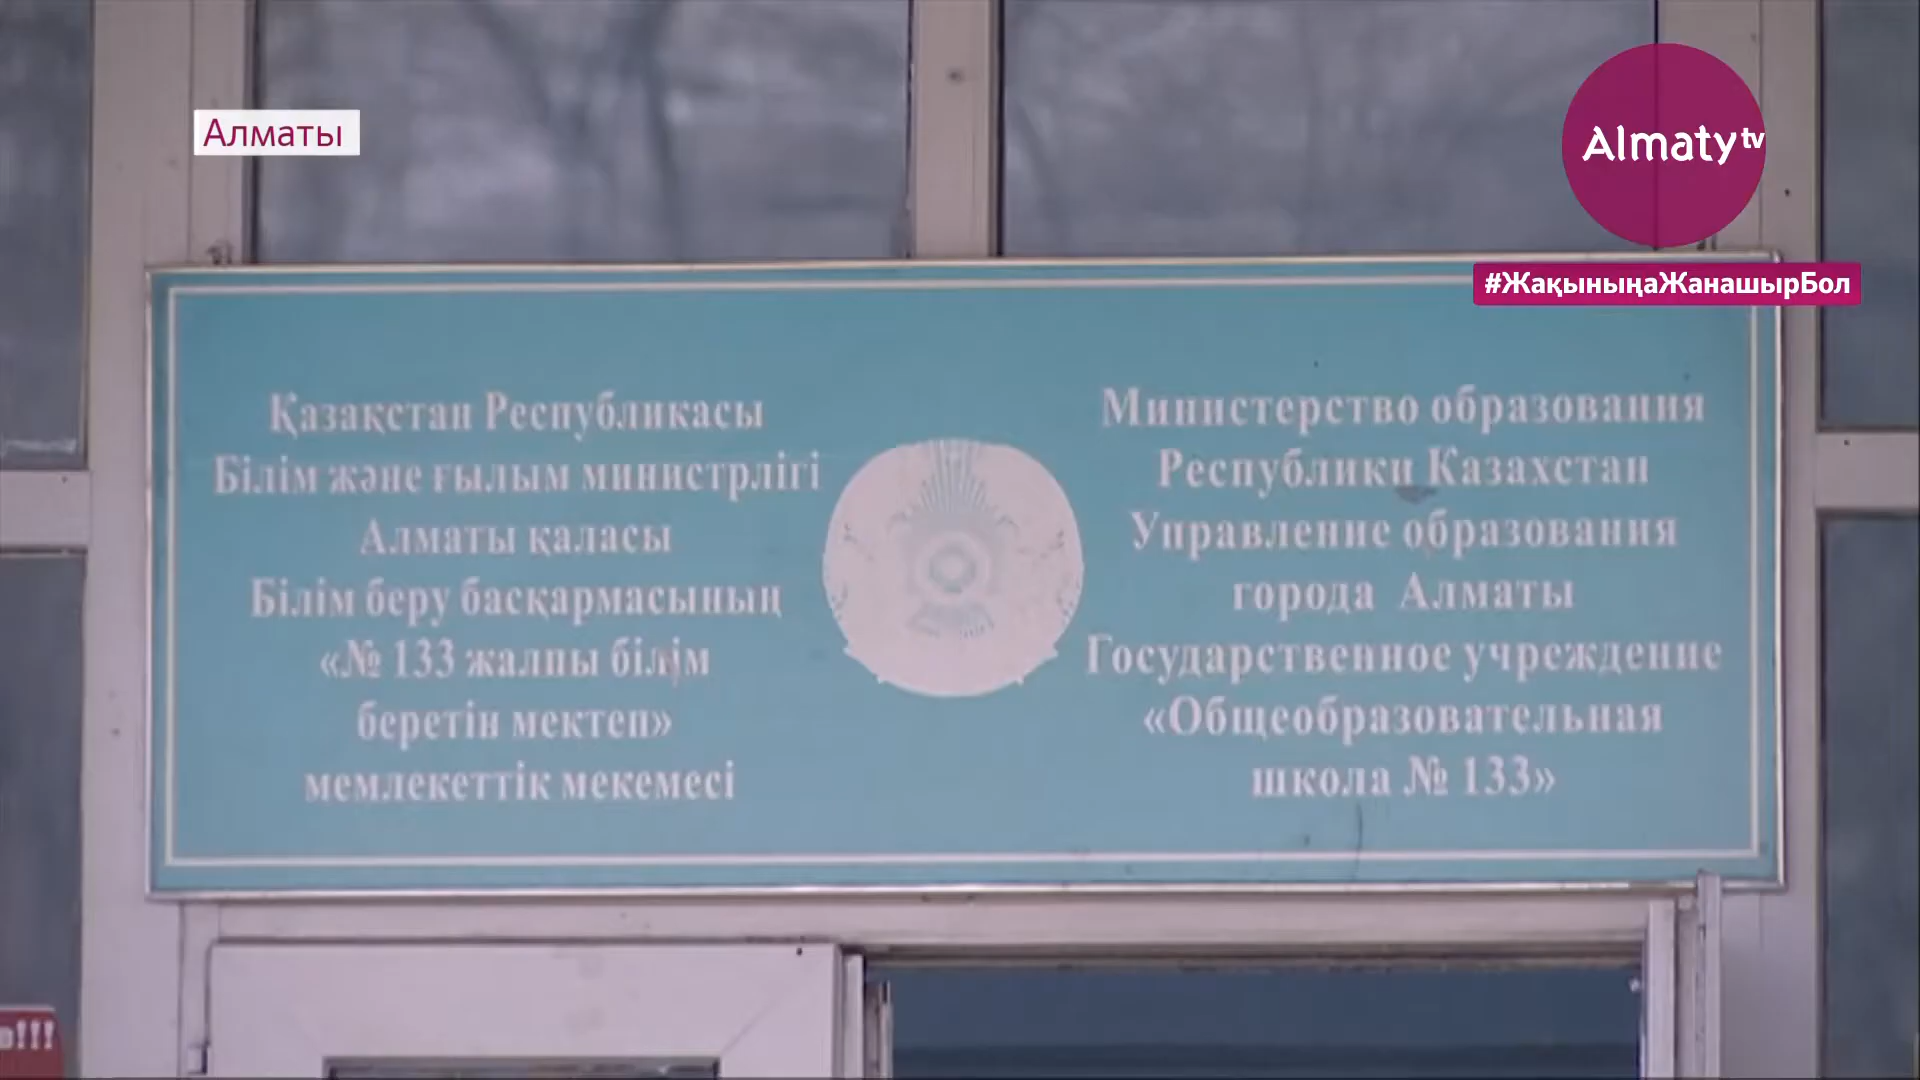 Алматы
Almaty tv
#ЖақыныңаЖанашырБол
Қазақстан Республикасы
Білім және ғылым министрлігі
Алматы қаласы
Білім беру басқармасының
«№ 133 жалпы білім
беретін мектеп»
мемлекеттік мекемесі
Министерство образования
Республики Казахстан
Управление образования
города Алматы
Государственное учреждение
«Общеобразовательная
школа № 133»